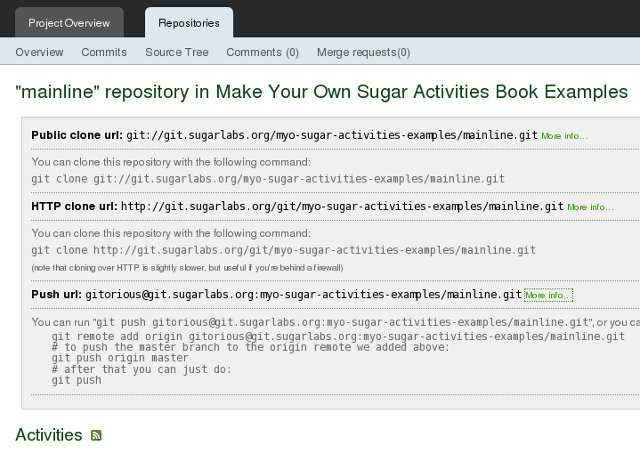 Project Overview Repositories
Overview Commits Source Tree Comments (0) Merge requests(0)
"mainline" repository in Make Your Own Sugar Activities Book Examples
Public clone url: git://git.sugarlabs.org/myo-sugar-activities-examples/mainline.git More info…
You can clone this repository with the following command:
git clone git://git.sugarlabs.org/myo-sugar-activities-examples/mainline.git
HTTP clone url: http://git.sugarlabs.org/git/myo-sugar-activities-examples/mainline.git More info…
You can clone this repository with the following command:
git clone http://git.sugarlabs.org/git/myo-sugar-activities-examples/mainline.git
(note that cloning over HTTP is slightly slower, but useful if you're behind a firewall)
Push url: gitorious@git.sugarlabs.org:myo-sugar-activities-examples/mainline.git More info…
You can run "git push gitorious@git.sugarlabs.org:myo-sugar-activities-examples/mainline.git", or you ca
git remote add origin gitorious@git.sugarlabs.org:myo-sugar-activities-examples/mainline.git
# to push the master branch to the origin remote we added above:
git push origin master
# after that you can just do:
git push
Activities